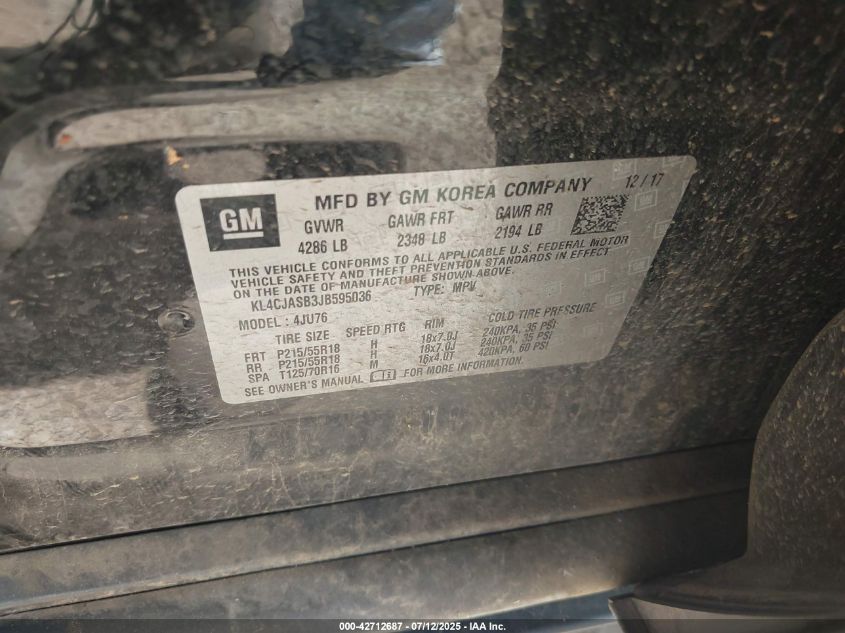 GM
MFD BY GM KOREA COMPANY 12/17
GVWR GAWR FRT GAWR RR
4286 LB 2348 LB 2194 LB
THIS VEHICLE CONFORMS TO ALL APPLICABLE U.S. FEDERAL MOTOR
VEHICLE SAFETY AND THEFT PREVENTION STANDARDS IN EFFECT
ON THE DATE OF MANUFACTURE SHOWN ABOVE.
KL4CJASB3JB595036 TYPE: MPV
MODEL : 4JU76
TIRE SIZE SPEED RTG RIM COLD TIRE PRESSURE
FRT P215/55R18 H 18x7.0J 240KPA, 35 PSI
RR P215/55R18 H 18x7.0J 240KPA, 35 PSI
SPA T125/70R16 M 16x4.0T 420KPA, 60 PSI
SEE OWNER'S MANUAL FOR MORE INFORMATION.
000-42712687 - 07/12/2025 - IAA Inc.